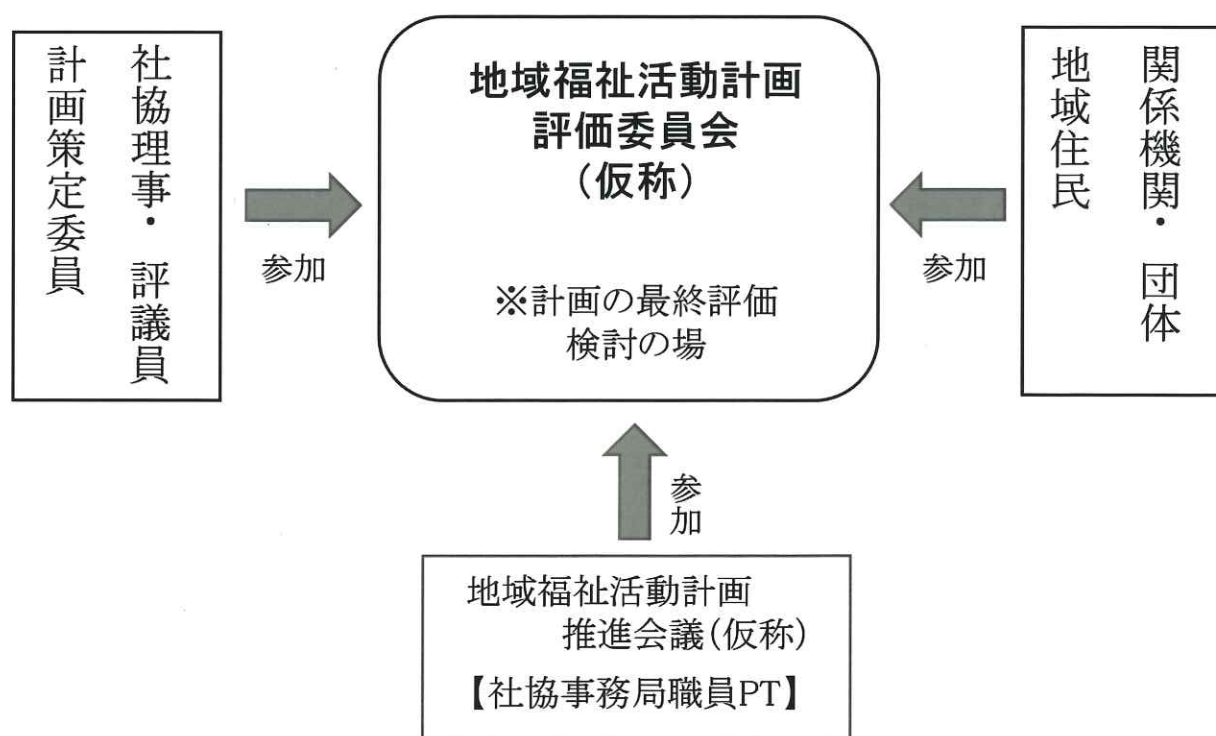 社協理事・評議員
計画策定委員
参加
地域福祉活動計画
評価委員会
（仮称）
※計画の最終評価
検討の場
参加
関係機関・団体
地域住民
参加
地域福祉活動計画
推進会議（仮称）
【社協事務局職員PT】